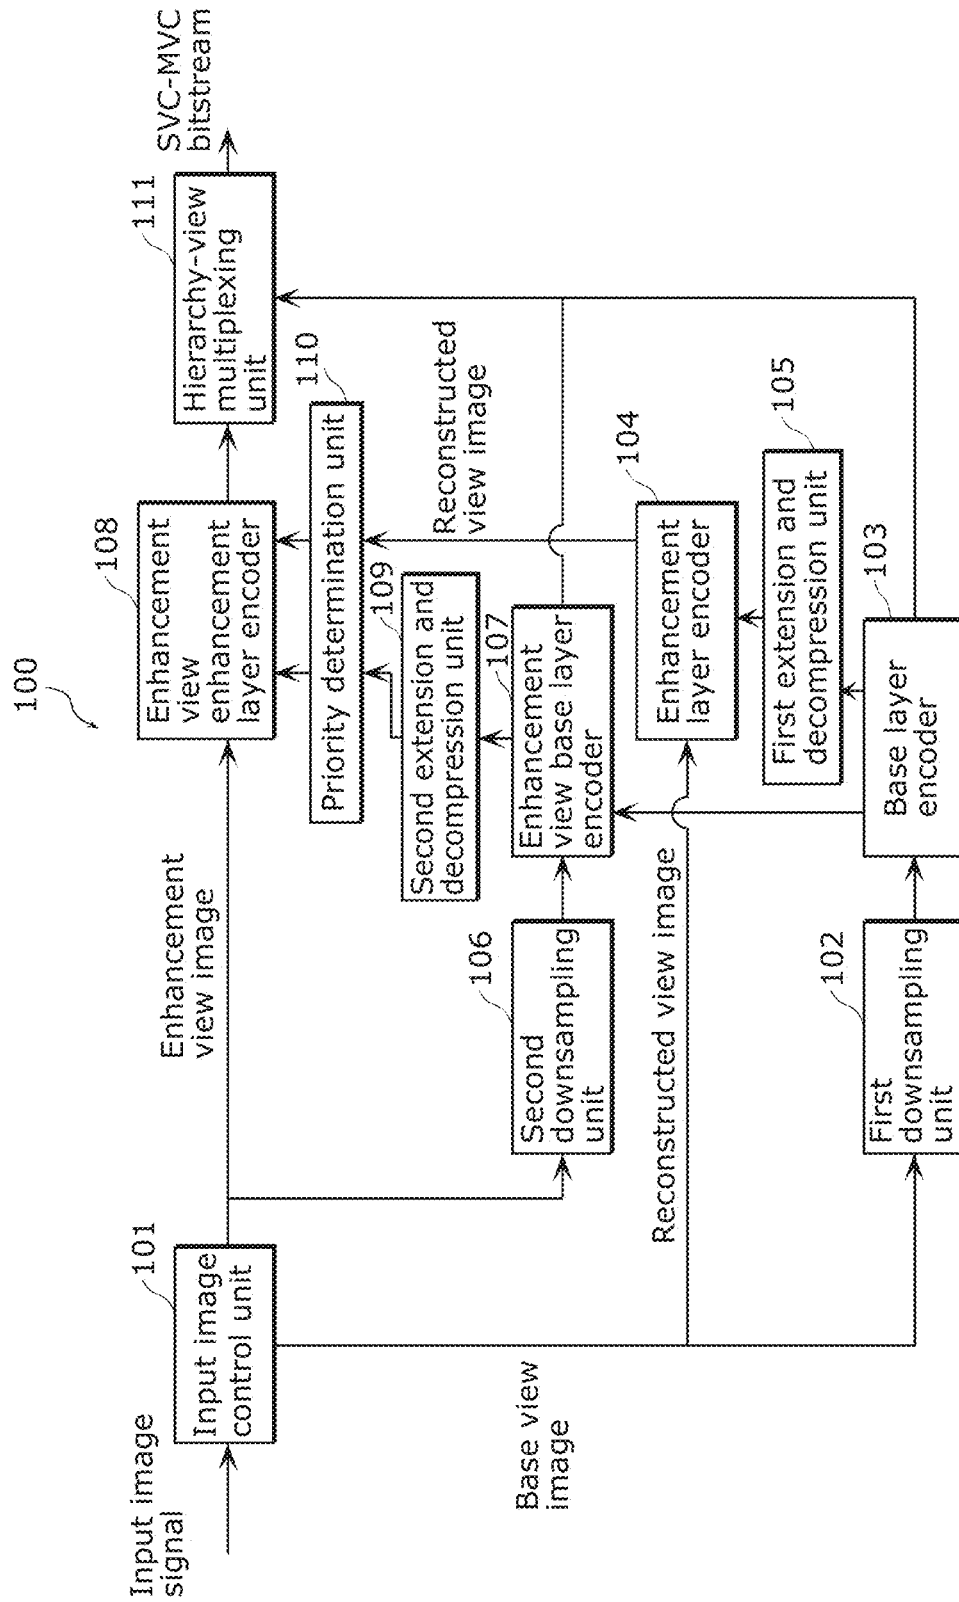 100
Input image
signal
101
Input image
control unit
Enhancement
view image
108
Enhancement
view
enhancement
layer encoder
111
Hierarchy-view
multiplexing
unit
SVC-MVC
bitstream
110
Priority determination unit
109
Second extension and
decompression unit
Reconstructed
view image
106
Second
downsampling
unit
107
Enhancement
view base layer
encoder
Base view
image
Reconstructed view image
104
Enhancement
layer encoder
105
First extension and
decompression unit
102
First
downsampling
unit
103
Base layer
encoder